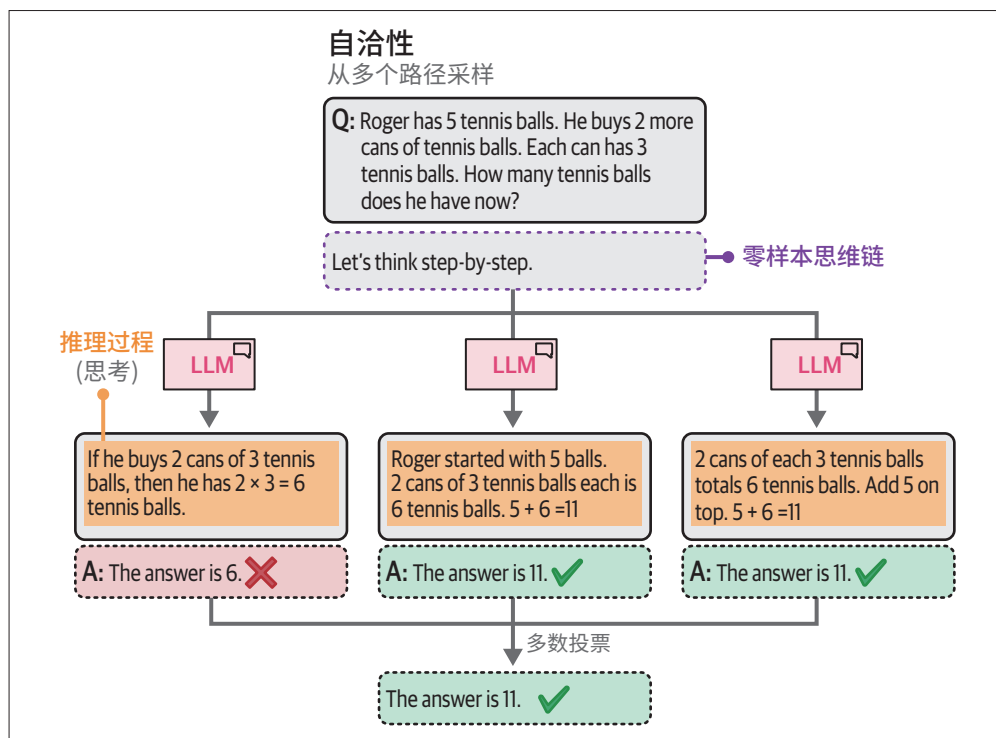 自洽性
从多个路径采样
Q: Roger has 5 tennis balls. He buys 2 more
cans of tennis balls. Each can has 3
tennis balls. How many tennis balls
does he have now?
Let's think step-by-step.
零样本思维链
推理过程
(思考)
LLM
LLM
LLM
If he buys 2 cans of 3 tennis
balls, then he has 2 × 3 = 6
tennis balls.
Roger started with 5 balls.
2 cans of 3 tennis balls each is
6 tennis balls. 5 + 6 =11
2 cans of each 3 tennis balls
totals 6 tennis balls. Add 5 on
top. 5 + 6 =11
A: The answer is 6.
A: The answer is 11.
A: The answer is 11.
多数投票
The answer is 11.